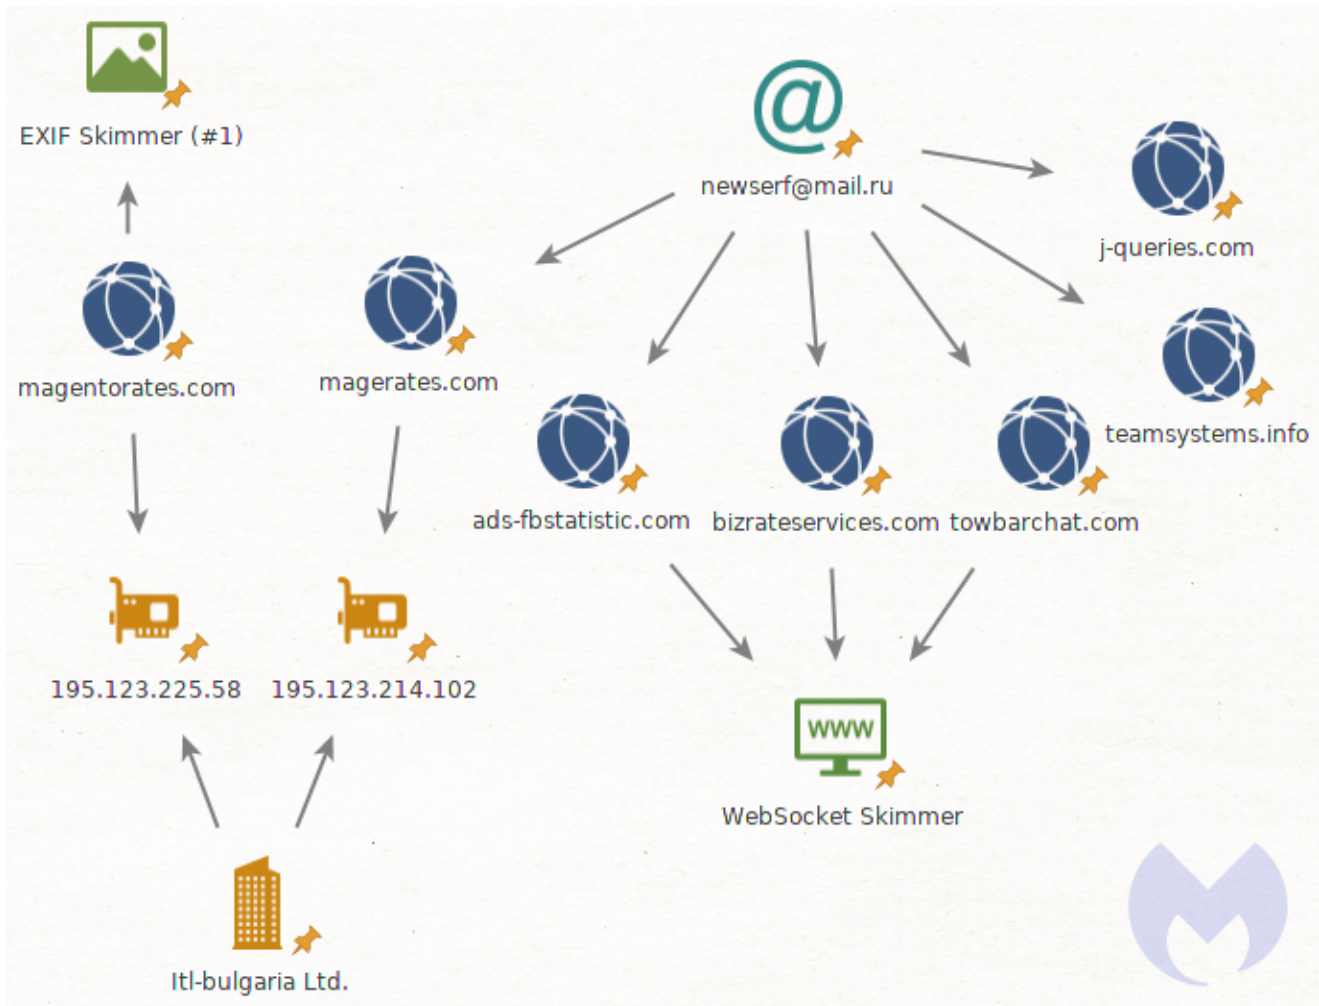 EXIF Skimmer (#1)
newserf@mail.ru
j-queries.com
magentorates.com
magerates.com
teamsystems.info
ads-fbstatistic.com
bizrateservices.com
towbarchat.com
195.123.225.58
195.123.214.102
www
WebSocket Skimmer
Itl-bulgaria Ltd.